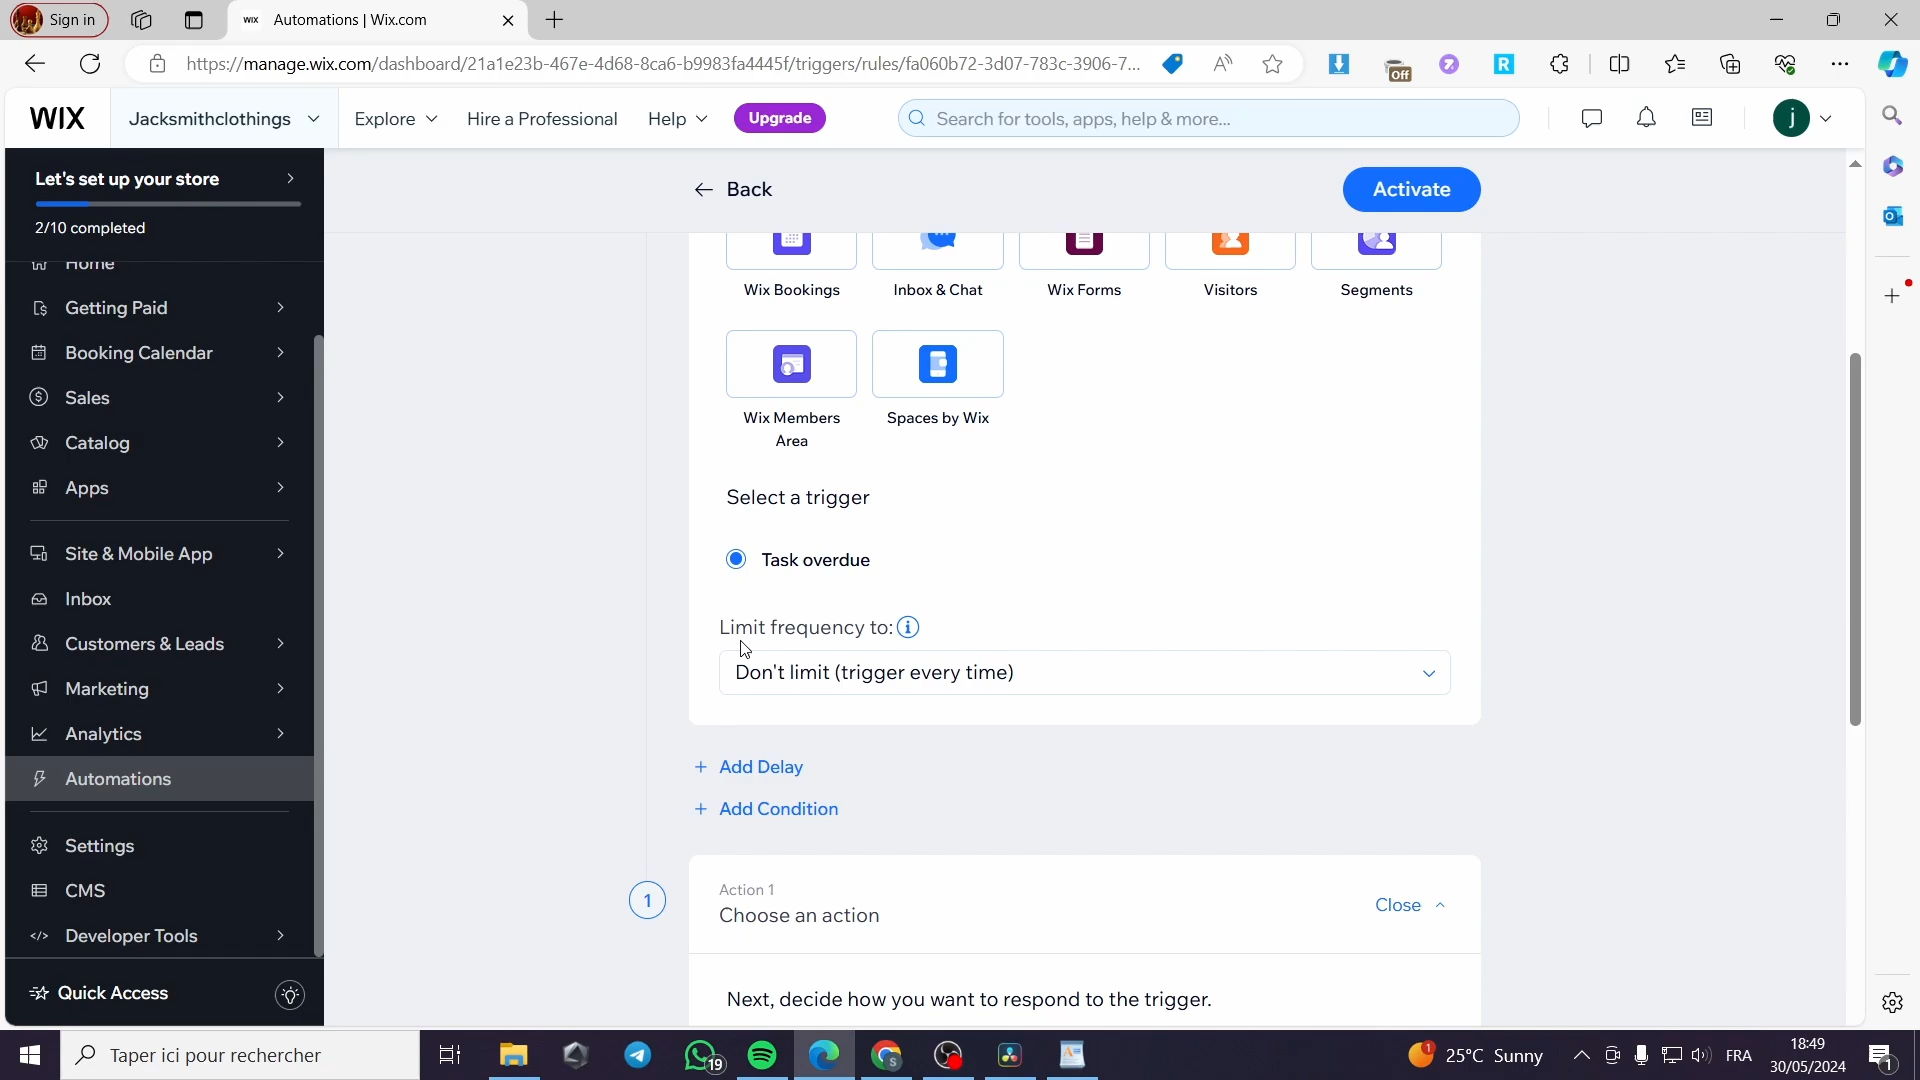 Sign in
WIX Automations | Wix.com
https://manage.wix.com/dashboard/21a1e23b-467e-4d68-8ca6-b9983fa4445f/triggers/rules/fa060b72-3d07-783c-3906-7...
Off
WIX
Jacksmithclothings
Explore
Hire a Professional
Help
Upgrade
Search for tools, apps, help & more...
j
Let's set up your store
2/10 completed
Home
Getting Paid
Booking Calendar
Sales
Catalog
Apps
Site & Mobile App
Inbox
Customers & Leads
Marketing
Analytics
Automations
Settings
CMS
Developer Tools
Quick Access
Back
Activate
Wix Bookings
Inbox & Chat
Wix Forms
Visitors
Segments
Wix Members
Area
Spaces by Wix
Select a trigger
Task overdue
Limit frequency to:
Don't limit (trigger every time)
+ Add Delay
+ Add Condition
1
Action 1
Choose an action
Close
Next, decide how you want to respond to the trigger.
Taper ici pour rechercher
19
1
25°C Sunny
FRA
18:49
30/05/2024
1